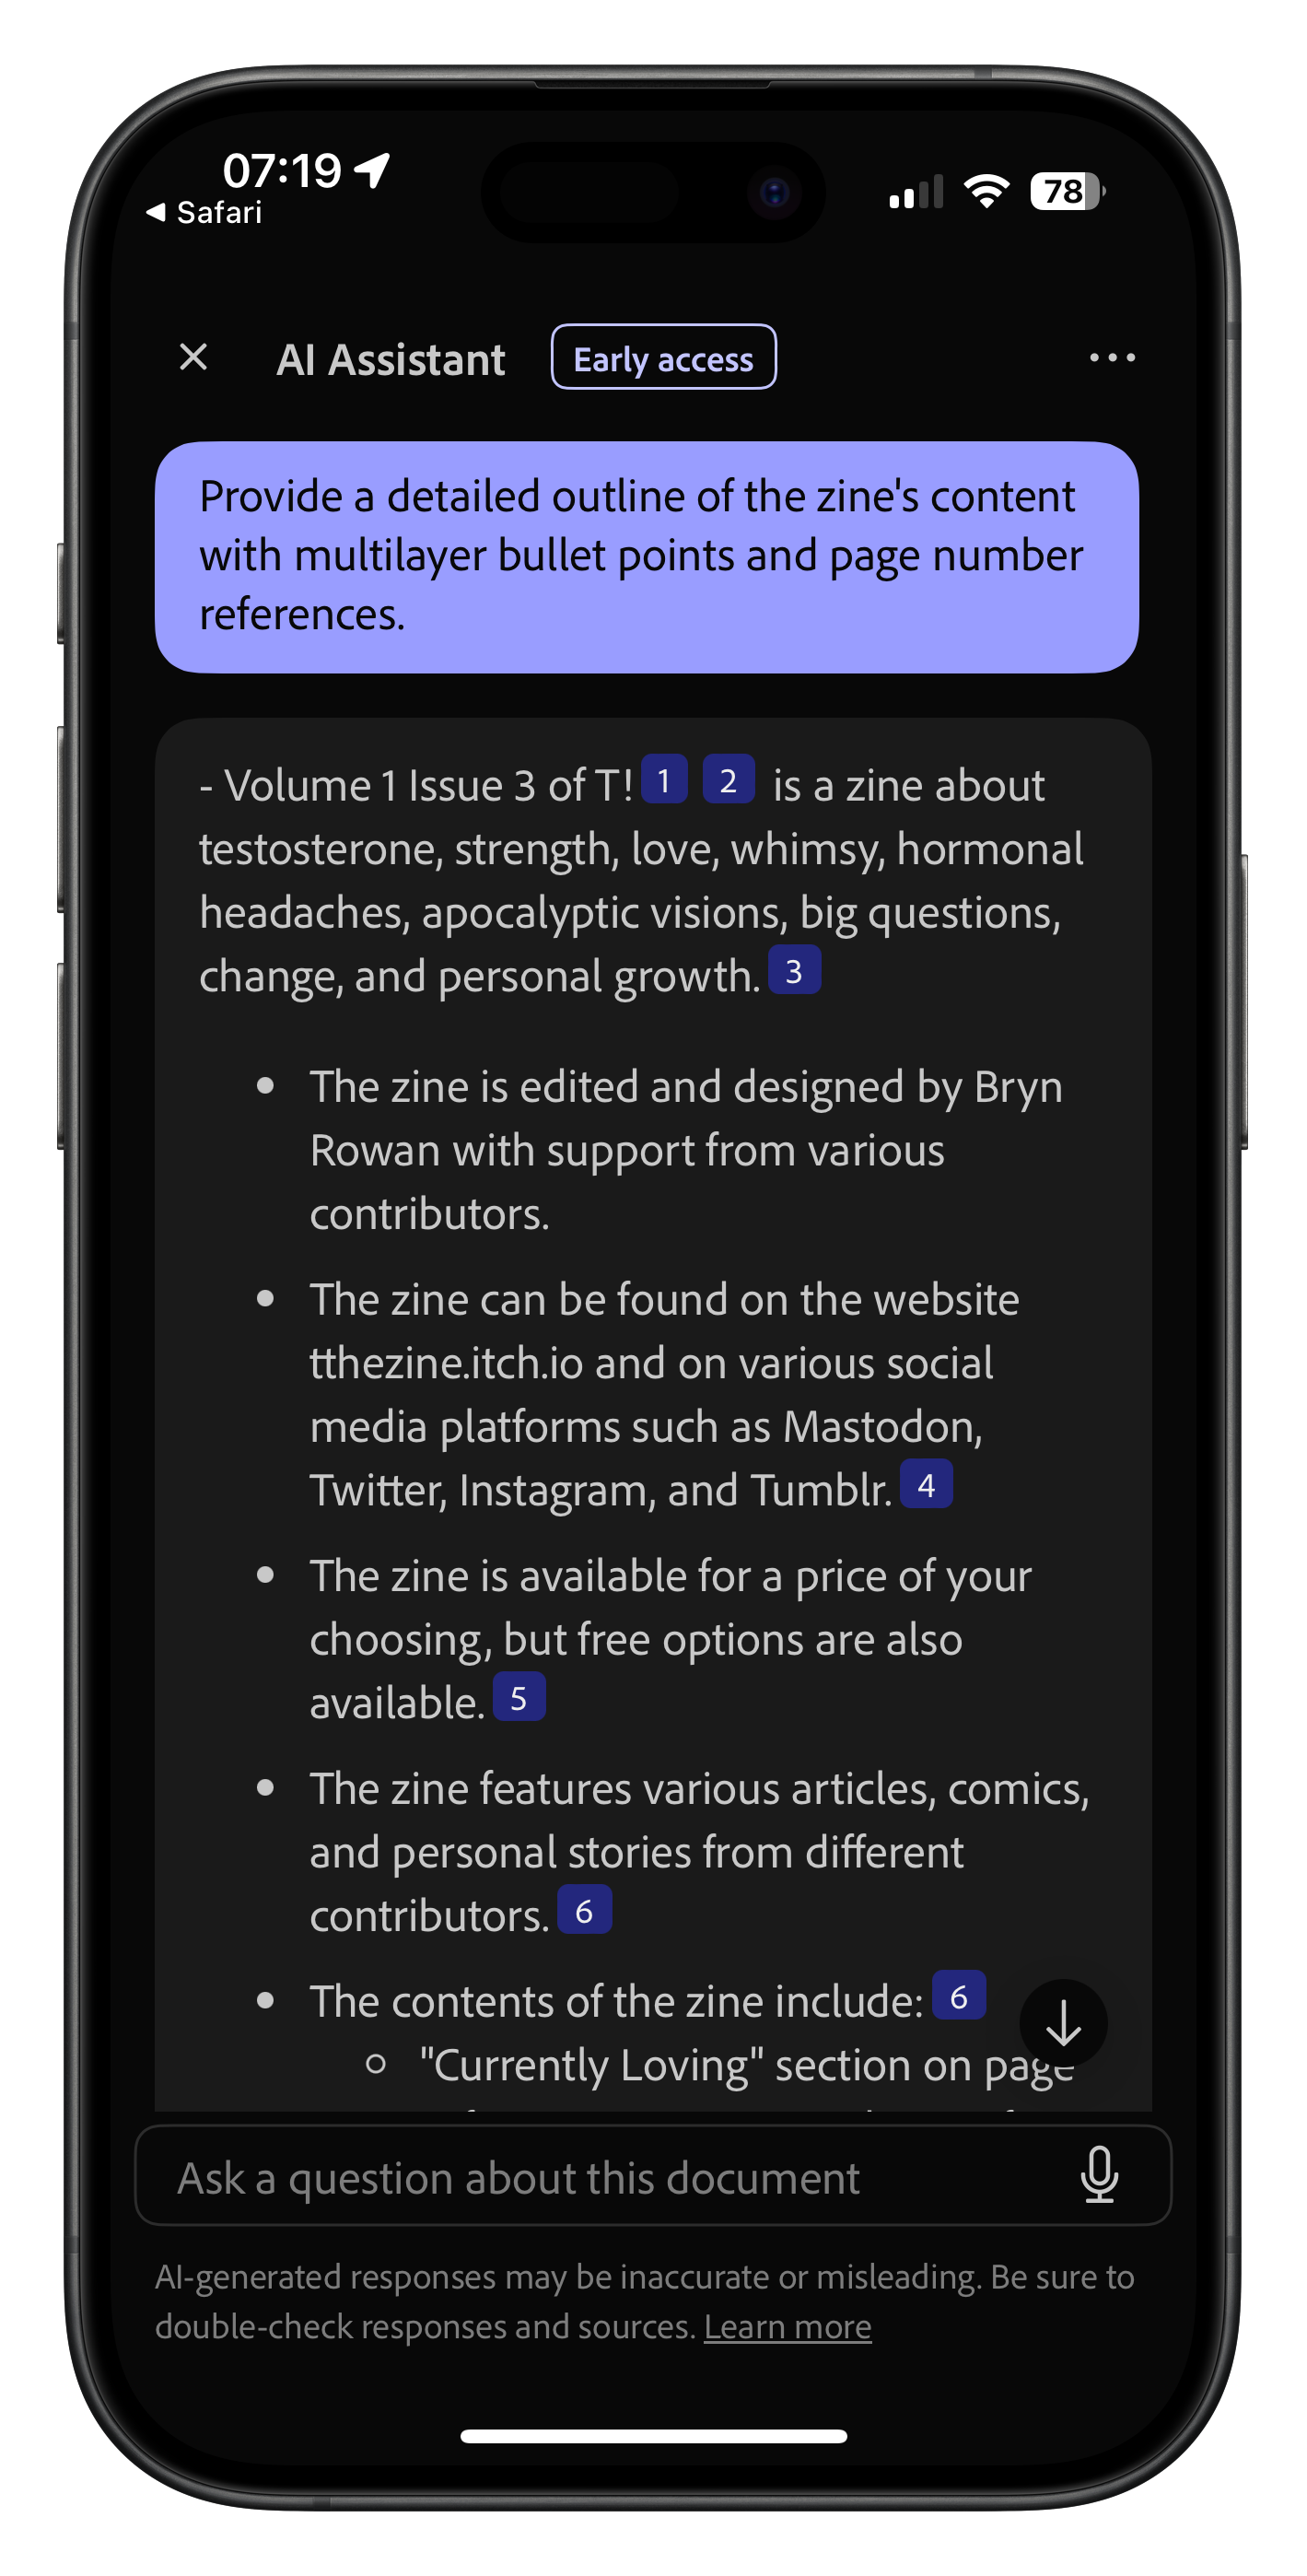 07:19
Safari
78
AI Assistant
Early access
Provide a detailed outline of the zine's content
with multilayer bullet points and page number
references.
- Volume 1 Issue 3 of T! 1 2 is a zine about
testosterone, strength, love, whimsy, hormonal
headaches, apocalyptic visions, big questions,
change, and personal growth. 3
• The zine is edited and designed by Bryn
Rowan with support from various
contributors.
• The zine can be found on the website
tthezine.itch.io and on various social
media platforms such as Mastodon,
Twitter, Instagram, and Tumblr. 4
• The zine is available for a price of your
choosing, but free options are also
available. 5
• The zine features various articles, comics,
and personal stories from different
contributors. 6
• The contents of the zine include: 6
○ "Currently Loving" section on page
Ask a question about this document
AI-generated responses may be inaccurate or misleading. Be sure to
double-check responses and sources. Learn more